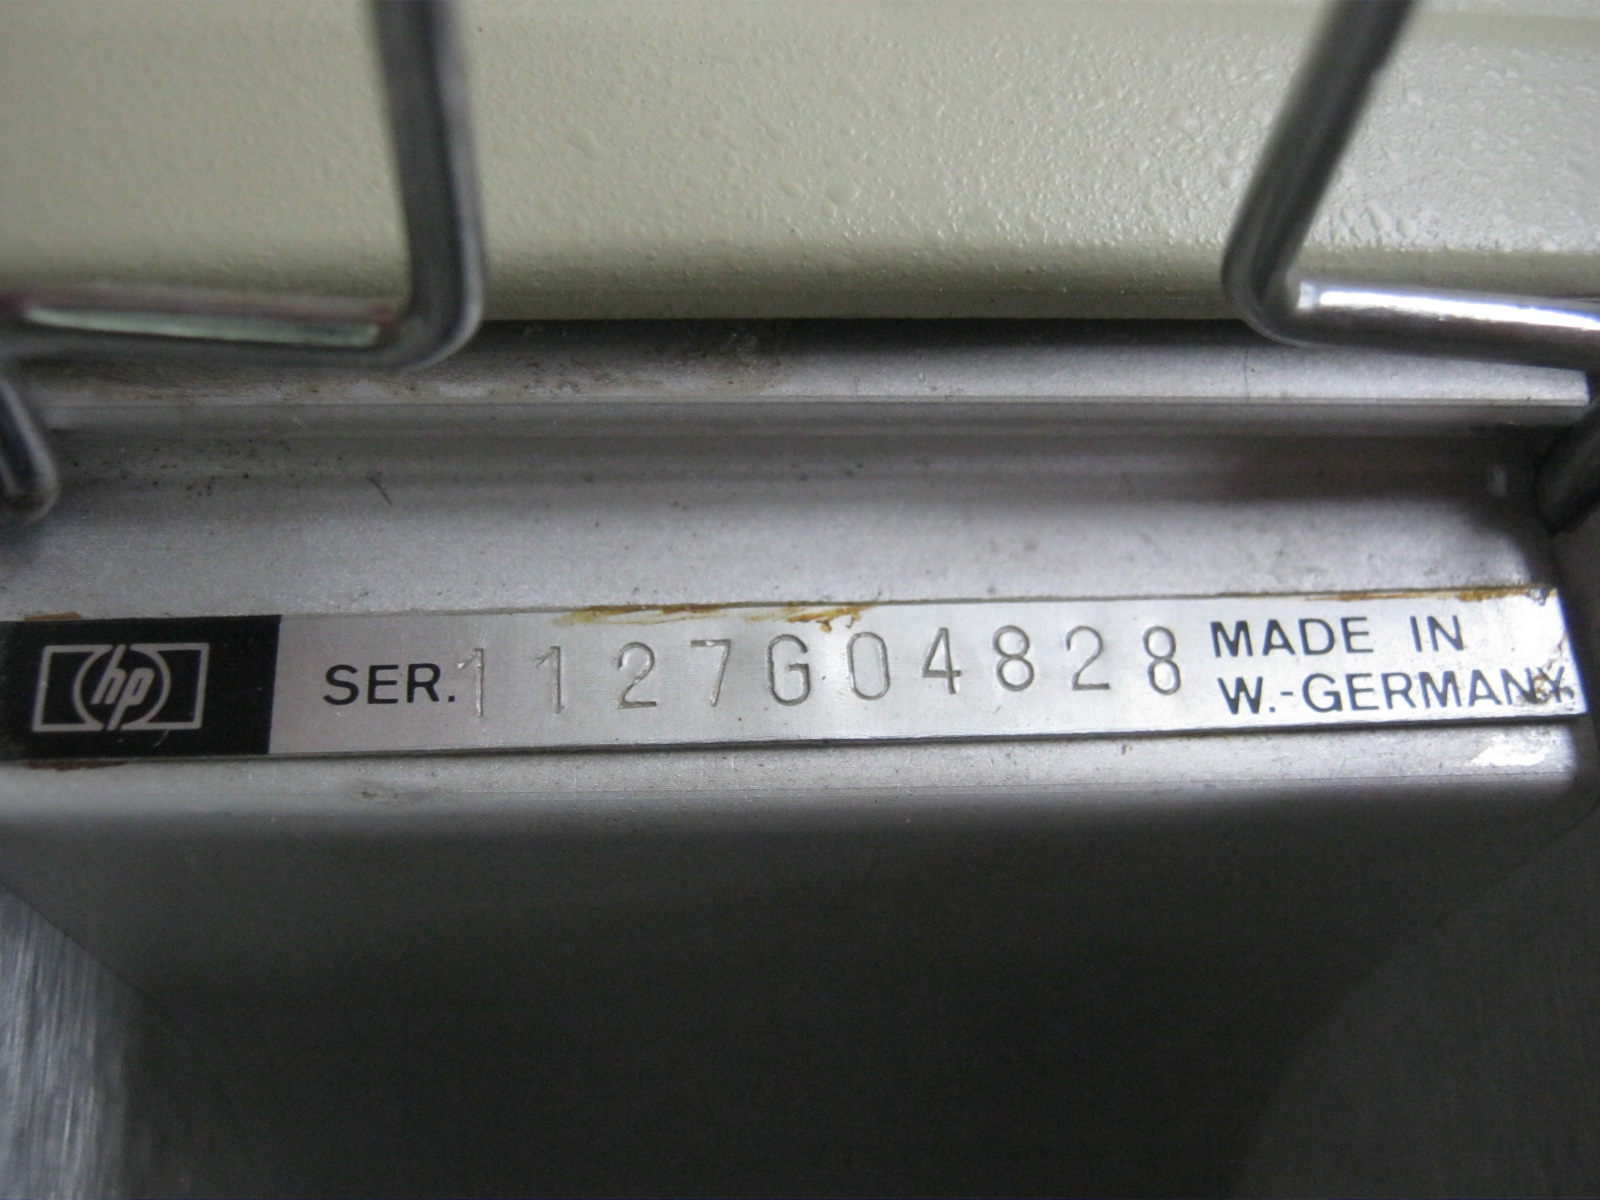 hp SER. 1127G04828 MADE IN
W.-GERMANY